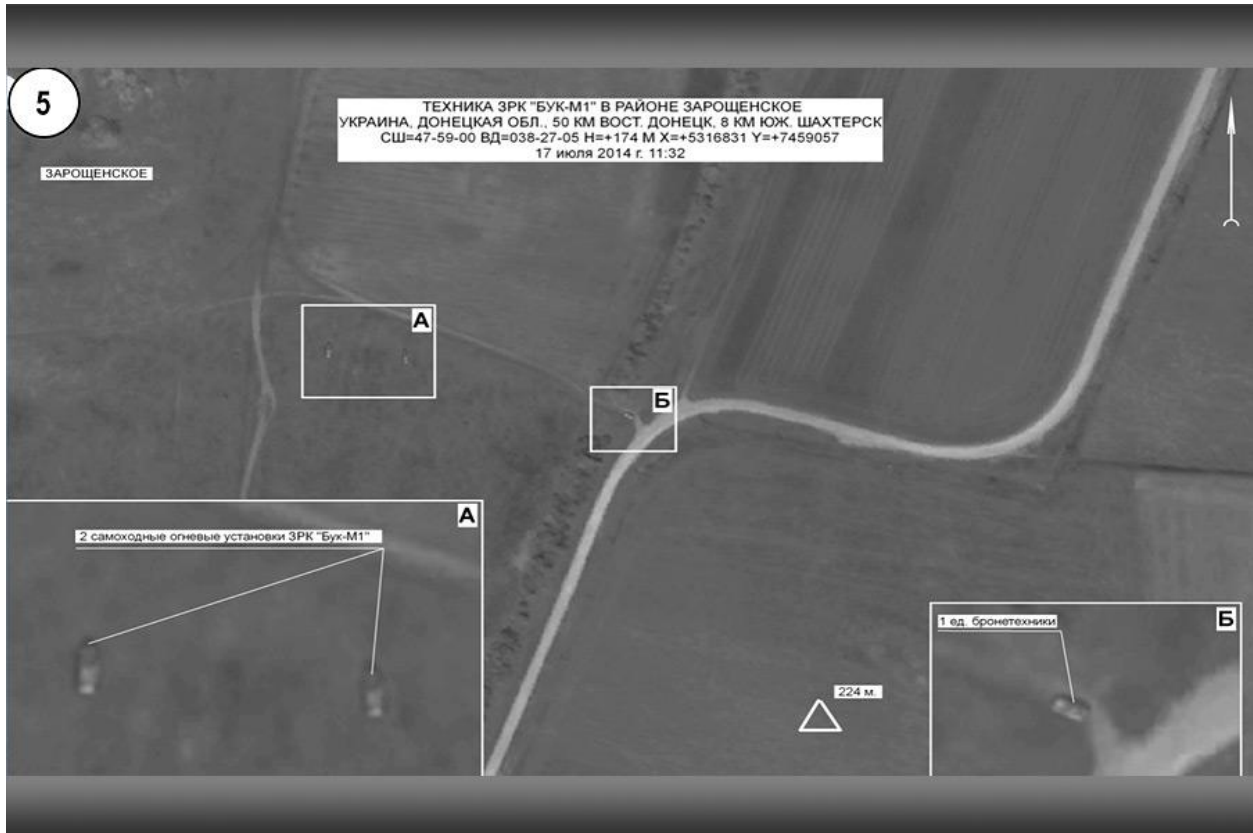 5
ТЕХНИКА ЗРК "БУК-М1" В РАЙОНЕ ЗАРОЩЕНСКОЕ
УКРАИНА, ДОНЕЦКАЯ ОБЛ., 50 КМ ВОСТ. ДОНЕЦК, 8 КМ ЮЖ. ШАХТЕРСК
СШ=47-59-00 ВД=038-27-05 Н=+174 М X=+5316831 Y=+7459057
17 июля 2014 г. 11:32
ЗАРОЩЕНСКОЕ
А
Б
А
2 самоходные огневые установки ЗРК "Бук-М1"
Б
1 ед. бронетехники
224 м.